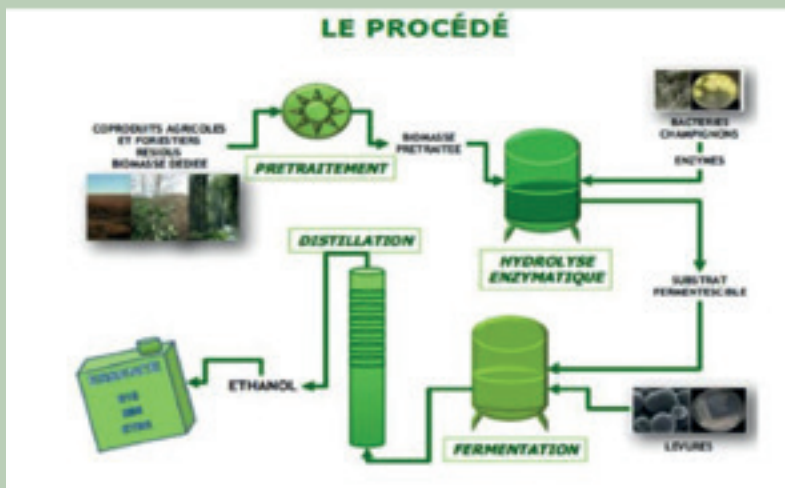 LE PROCÉDÉ
COPRODUITS AGRICOLES
ET FORESTIERS
RESIDUS
BIOMASSE DEDIEE
PRETRAITEMENT
BIOMASSE
PRETRAITEE
BACTERIES
CHAMPIGNONS
ENZYMES
HYDROLYSE
ENZYMATIQUE
SUBSTRAT
FERMENTESCIBLE
DISTILLATION
ETHANOL
FERMENTATION
LEVURES